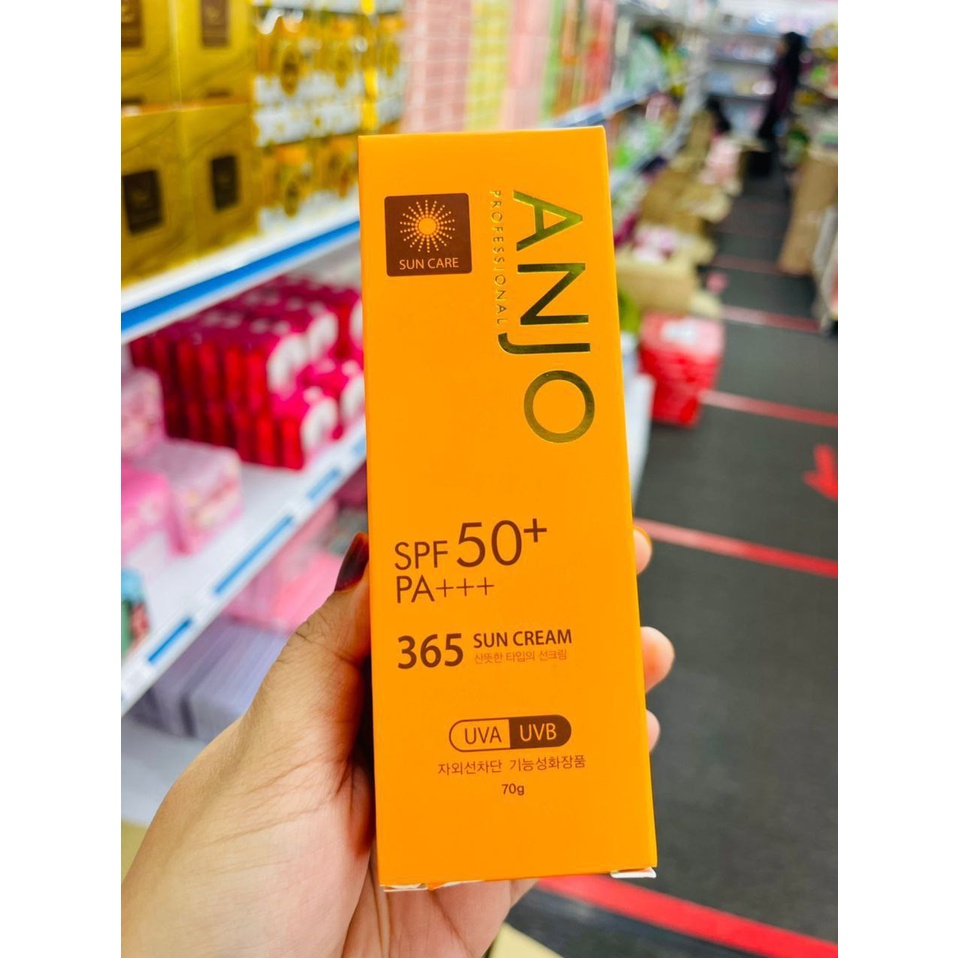 SUN CARE
ANJO
PROFESSIONAL
SPF 50+
PA+++
365 SUN CREAM
산뜻한 타입의 선크림
UVA UVB
자외선차단 기능성화장품
70g